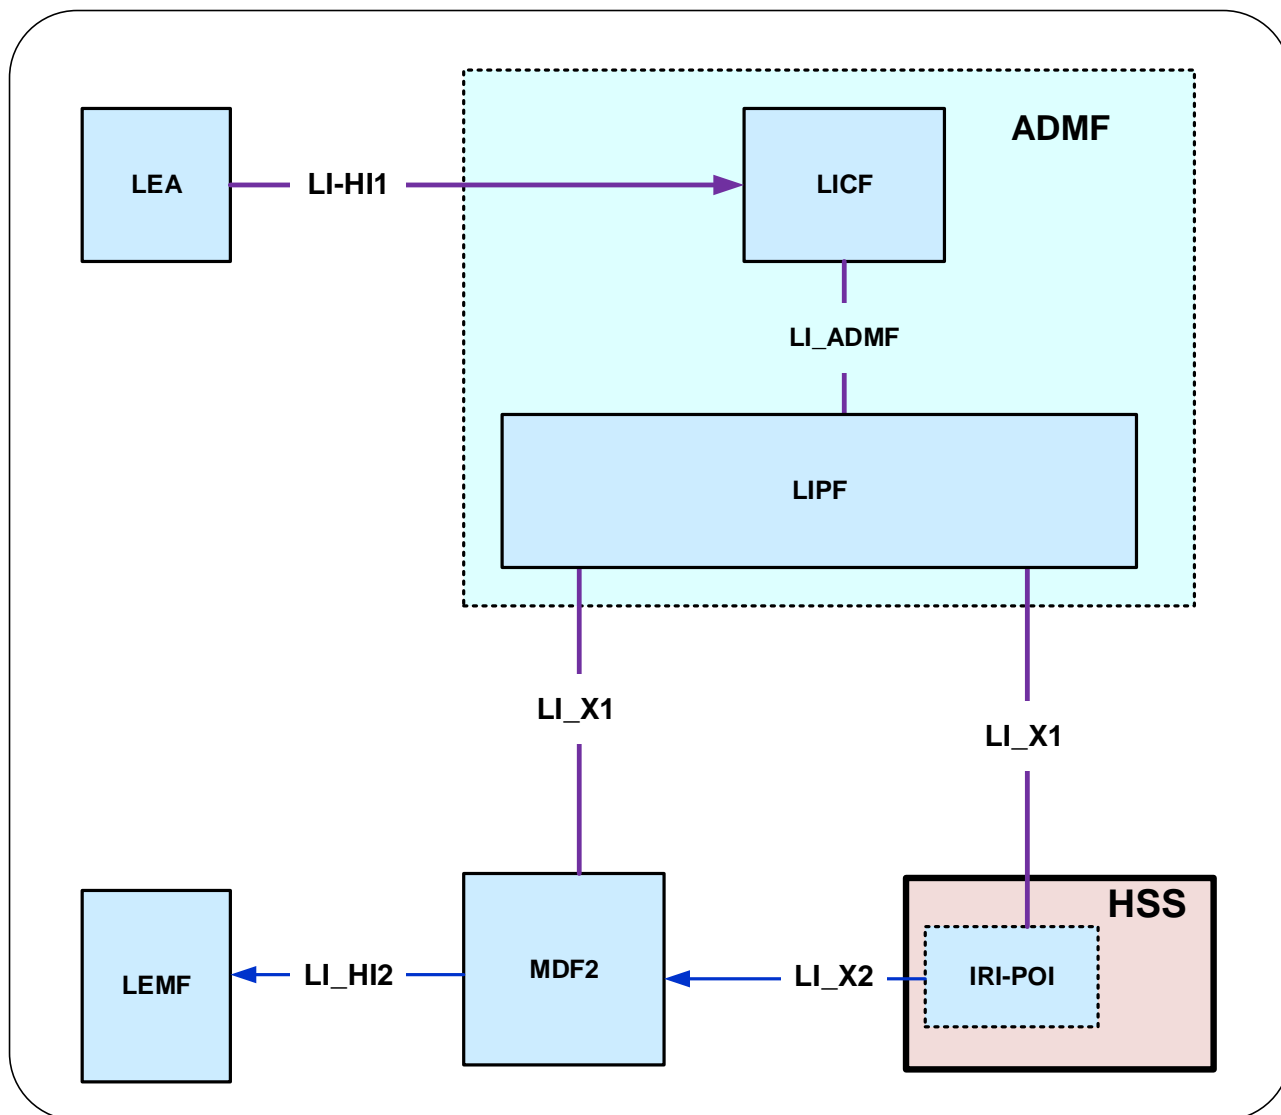 ADMF
LEA
LI-HI1
LICF
LI_ADMF
LIPF
LI_X1
LI_X1
HSS
LEMF
LI_HI2
MDF2
LI_X2
IRI-POI